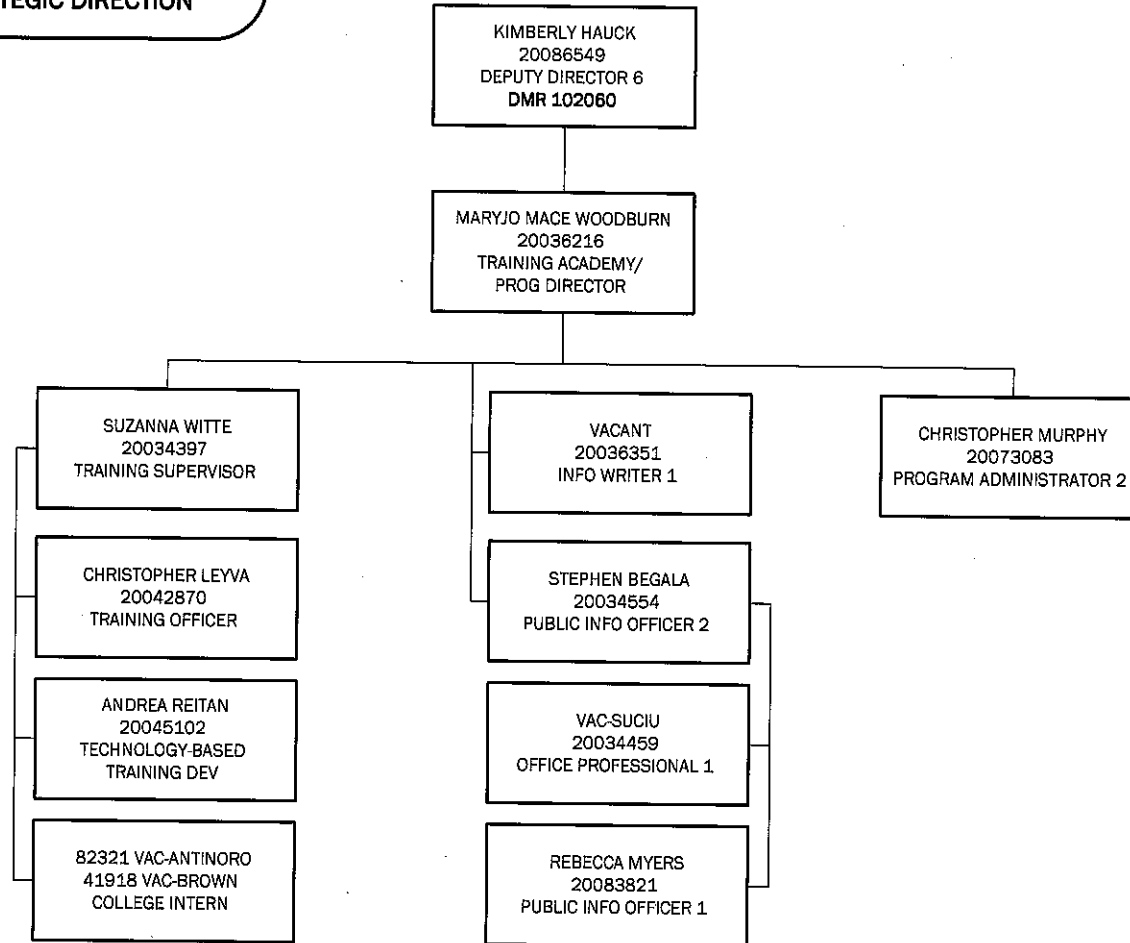 TEGIC DIRECTION
KIMBERLY HAUCK
20086549
DEPUTY DIRECTOR 6
DMR 102060
MARYJO MACE WOODBURN
20036216
TRAINING ACADEMY/
PROG DIRECTOR
SUZANNA WITTE
20034397
TRAINING SUPERVISOR
CHRISTOPHER LEYVA
20042870
TRAINING OFFICER
ANDREA REITAN
20045102
TECHNOLOGY-BASED
TRAINING DEV
82321 VAC-ANTINORO
41918 VAC-BROWN
COLLEGE INTERN
VACANT
20036351
INFO WRITER 1
STEPHEN BEGALA
20034554
PUBLIC INFO OFFICER 2
VAC-SUCIU
20034459
OFFICE PROFESSIONAL 1
REBECCA MYERS
20083821
PUBLIC INFO OFFICER 1
CHRISTOPHER MURPHY
20073083
PROGRAM ADMINISTRATOR 2